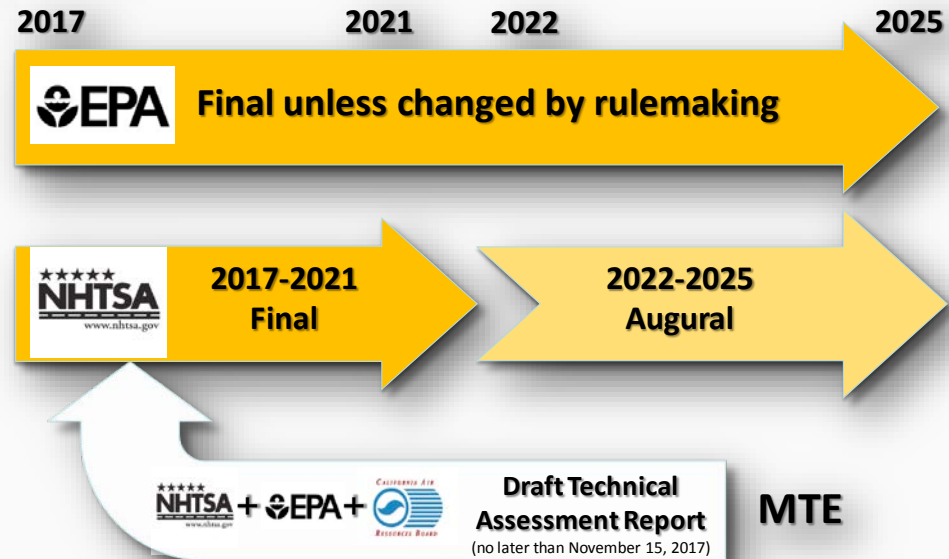 2017 2021 2022 2025
EPA Final unless changed by rulemaking
NHTSA
www.nhtsa.gov
2017-2021
Final
2022-2025
Augural
NHTSA + EPA +
www.nhtsa.gov
CALIFORNIA AIR
RESOURCES BOARD
Draft Technical
Assessment Report
(no later than November 15, 2017)
MTE